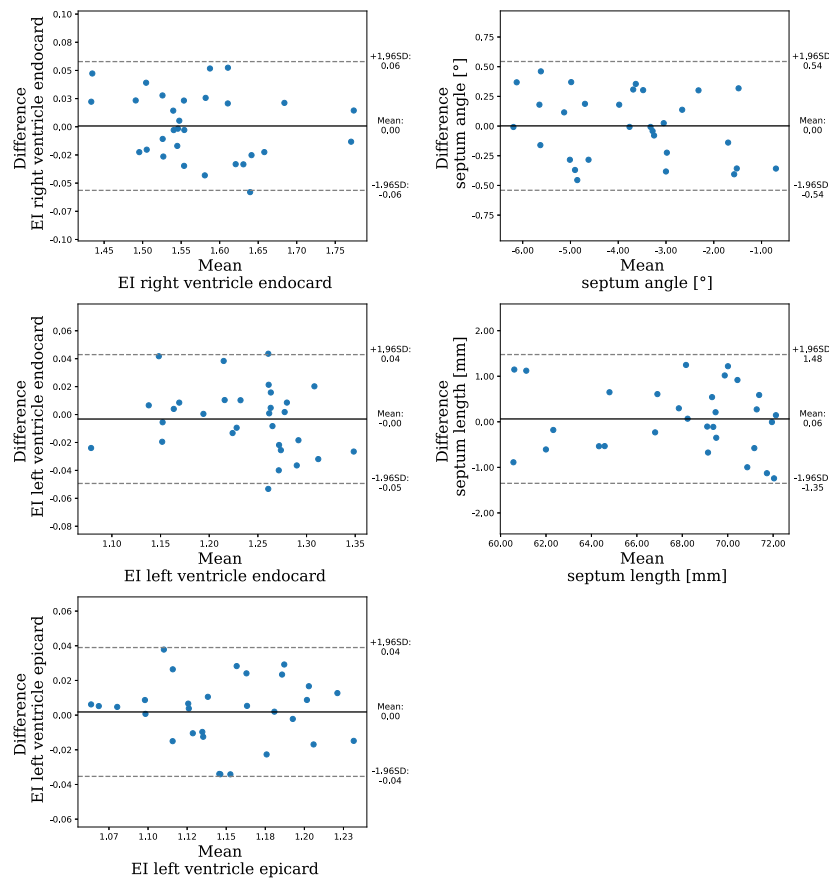 0.10
0.07
0.05
0.03
0.00
-0.02
-0.05
-0.07
-0.10
Difference
EI right ventricle endocard
+1,96SD:
0.06
Mean:
0,00
-1.96SD:
-0.06
1.45
1.50
1.55
1.60
1.65
1.70
1.75
Mean
EI right ventricle endocard
0.75
0.50
0.25
0.00
-0.25
-0.50
-0.75
Difference
septum angle [°]
+1,96SD:
0.54
Mean:
0,00
-1.96SD:
-0.54
-6.00
-5.00
-4.00
-3.00
-2.00
-1.00
Mean
septum angle [°]
0.06
0.04
0.02
0.00
-0.02
-0.04
-0.06
-0.08
Difference
EI left ventricle endocard
+1,96SD:
0.04
Mean:
-0,00
-1.96SD:
-0.05
1.10
1.15
1.20
1.25
1.30
1.35
Mean
EI left ventricle endocard
2.00
1.00
0.00
-1.00
-2.00
Difference
septum length [mm]
+1,96SD:
1.48
Mean:
0,06
-1.96SD:
-1.35
60.00
62.00
64.00
66.00
68.00
70.00
72.00
Mean
septum length [mm]
0.06
0.04
0.02
0.00
-0.02
-0.04
-0.06
Difference
EI left ventricle epicard
+1,96SD:
0.04
Mean:
0,00
-1.96SD:
-0.04
1.07
1.10
1.12
1.15
1.18
1.20
1.23
Mean
EI left ventricle epicard